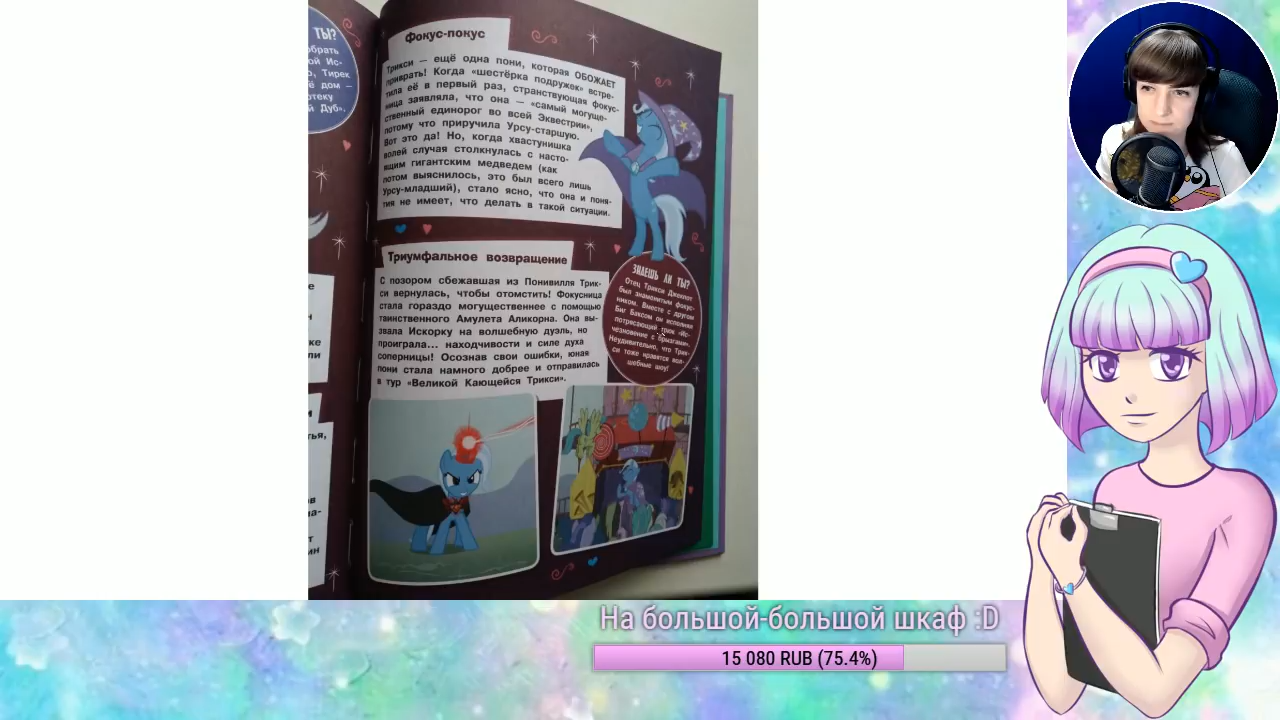 ТЫ?
обрать
ой Ис-
о, Тирек
ё дом —
отеку
й Дуб».
Фокус-покус
Трикси — ещё одна пони, которая ОБОЖАЕТ
приврать! Когда «шестёрка подружек» встре-
тила её в первый раз, странствующая фокус-
ница заявляла, что она — «самый могуще-
ственный единорог во всей Эквестрии»,
потому что приручила Урсу-старшую.
Вот это да! Но, когда хвастунишка
волей случая столкнулась с насто-
ящим гигантским медведем (как
потом выяснилось, это был всего лишь
Урсу-младший), стало ясно, что она и поня-
тия не имеет, что делать в такой ситуации.
Триумфальное возвращение
С позором сбежавшая из Понивилля Трик-
си вернулась, чтобы отомстить! Фокусница
стала гораздо могущественнее с помощью
таинственного Амулета Аликорна. Она вы-
звала Искорку на волшебную дуэль, но
проиграла... находчивости и силе духа
соперницы! Осознав свои ошибки, юная
пони стала намного добрее и отправилась
в тур «Великой Кающейся Трикси».
ЗНАЕШЬ ЛИ ТЫ?
Отец Трикси Джекпот
был знаменитым фокус-
ником. Вместе с другом
Биг Баксом он исполнял
потрясающий трюк «Ис-
чезновение с брызгами».
Неудивительно, что Трик-
си тоже нравятся вол-
шебные шоу!
На большой-большой шкаф :D
15 080 RUB (75.4%)